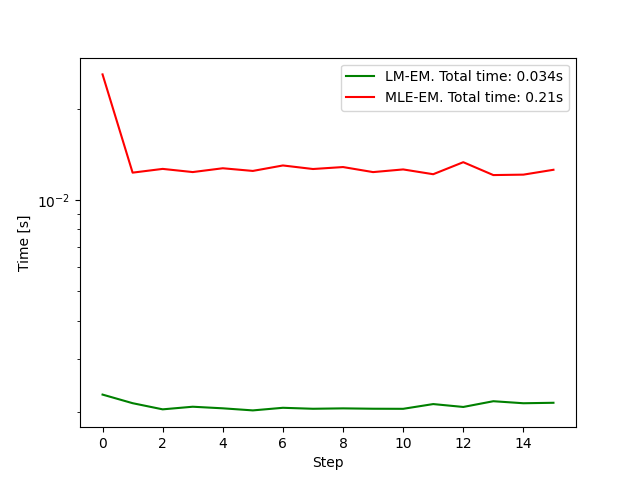 LM-EM. Total time: 0.034s
MLE-EM. Total time: 0.21s
10⁻²
Time [s]
0 2 4 6 8 10 12 14
Step